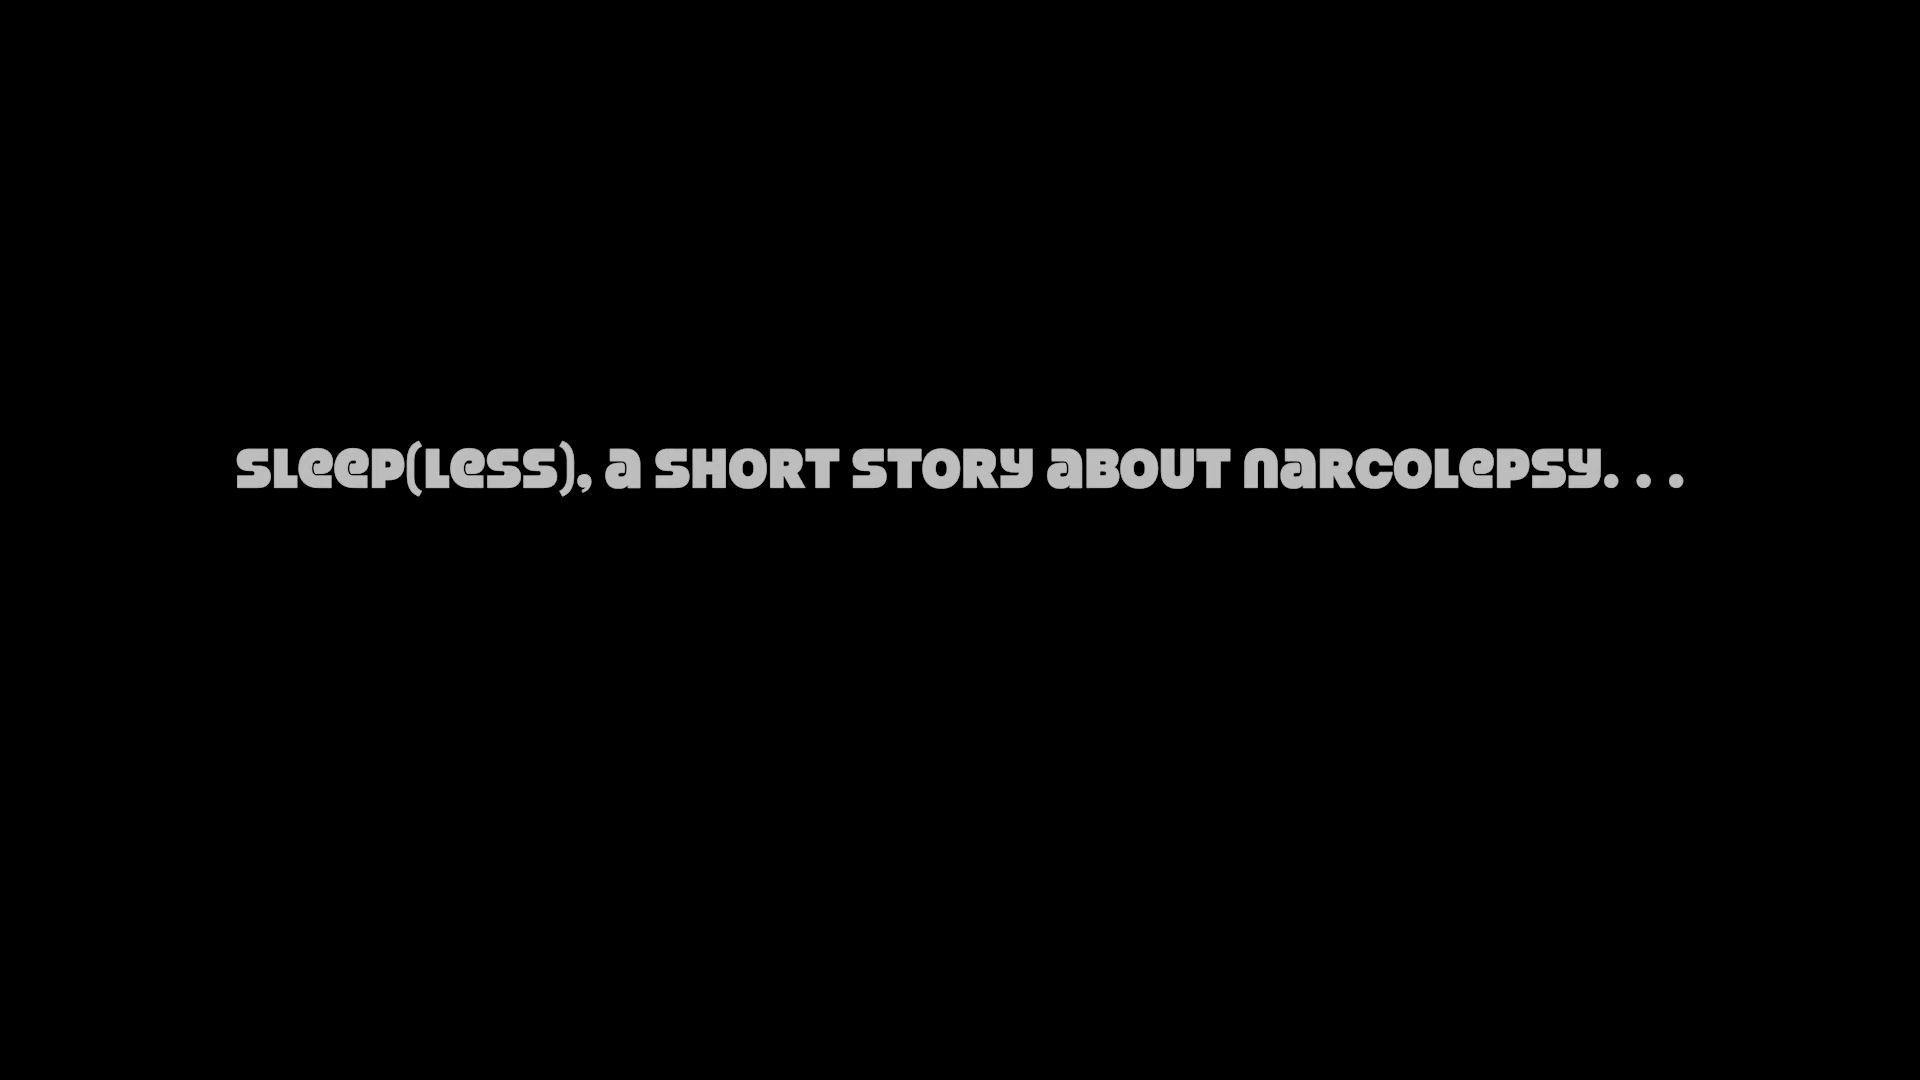 sleep(less), a short story about narcolepsy. . .